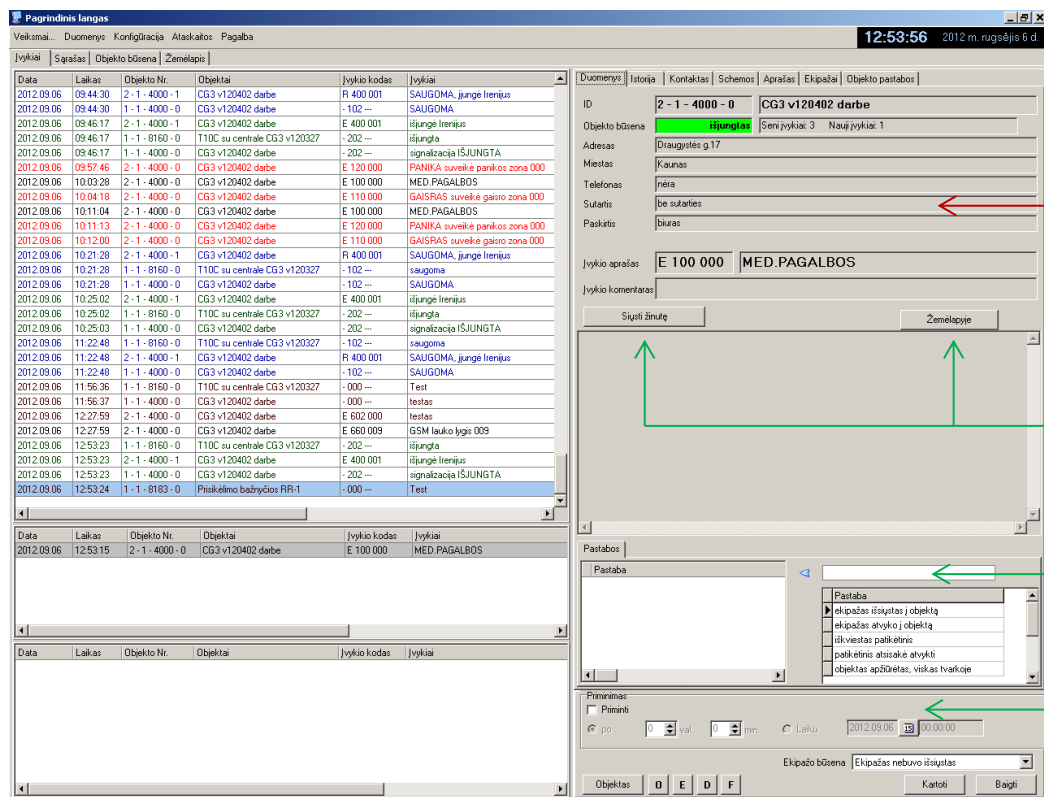 Pagrindinis langas
Veiksmai... Duomenys Konfigūracija Ataskaitos Pagalba
12:53:56 2012 m. rugsėjis 6 d.
Įvykiai Sąrašas Objekto būsena Žemėlapis
Data Laikas Objekto Nr. Objektai Įvykio kodas Įvykiai
2012.09.06 09:44:30 2 - 1 - 4000 - 1 CG3 v120402 darbe R 400 001 SAUGOMA, įjungė Irenijus
2012.09.06 09:44:30 1 - 1 - 4000 - 0 CG3 v120402 darbe - 102 --- SAUGOMA
2012.09.06 09:46:17 2 - 1 - 4000 - 1 CG3 v120402 darbe E 400 001 išjungė Irenijus
2012.09.06 09:46:17 1 - 1 - 8160 - 0 T10C su centrale CG3 v120327 - 202 --- išjungta
2012.09.06 09:46:17 1 - 1 - 4000 - 0 CG3 v120402 darbe - 202 --- signalizacija IŠJUNGTA
2012.09.06 09:57:46 2 - 1 - 4000 - 0 CG3 v120402 darbe E 120 000 PANIKA suveikė panikos zona 000
2012.09.06 10:03:28 2 - 1 - 4000 - 0 CG3 v120402 darbe E 100 000 MED.PAGALBOS
2012.09.06 10:04:18 2 - 1 - 4000 - 0 CG3 v120402 darbe E 110 000 GAISRAS suveikė gaisro zona 000
2012.09.06 10:11:04 2 - 1 - 4000 - 0 CG3 v120402 darbe E 100 000 MED.PAGALBOS
2012.09.06 10:11:13 2 - 1 - 4000 - 0 CG3 v120402 darbe E 120 000 PANIKA suveikė panikos zona 000
2012.09.06 10:12:00 2 - 1 - 4000 - 0 CG3 v120402 darbe E 110 000 GAISRAS suveikė gaisro zona 000
2012.09.06 10:21:28 2 - 1 - 4000 - 1 CG3 v120402 darbe R 400 001 SAUGOMA, įjungė Irenijus
2012.09.06 10:21:28 1 - 1 - 8160 - 0 T10C su centrale CG3 v120327 - 102 --- saugoma
2012.09.06 10:21:28 1 - 1 - 4000 - 0 CG3 v120402 darbe - 102 --- SAUGOMA
2012.09.06 10:25:02 2 - 1 - 4000 - 1 CG3 v120402 darbe E 400 001 išjungė Irenijus
2012.09.06 10:25:02 1 - 1 - 8160 - 0 T10C su centrale CG3 v120327 - 202 --- išjungta
2012.09.06 10:25:03 1 - 1 - 4000 - 0 CG3 v120402 darbe - 202 --- signalizacija IŠJUNGTA
2012.09.06 11:22:48 1 - 1 - 8160 - 0 T10C su centrale CG3 v120327 - 102 --- saugoma
2012.09.06 11:22:48 2 - 1 - 4000 - 1 CG3 v120402 darbe R 400 001 SAUGOMA, įjungė Irenijus
2012.09.06 11:22:48 1 - 1 - 4000 - 0 CG3 v120402 darbe - 102 --- SAUGOMA
2012.09.06 11:56:36 1 - 1 - 8160 - 0 T10C su centrale CG3 v120327 - 000 --- Test
2012.09.06 11:56:37 1 - 1 - 4000 - 0 CG3 v120402 darbe - 000 --- testas
2012.09.06 12:27:59 2 - 1 - 4000 - 0 CG3 v120402 darbe E 602 000 testas
2012.09.06 12:27:59 2 - 1 - 4000 - 0 CG3 v120402 darbe E 660 009 GSM lauko lygis 009
2012.09.06 12:53:23 1 - 1 - 8160 - 0 T10C su centrale CG3 v120327 - 202 --- išjungta
2012.09.06 12:53:23 2 - 1 - 4000 - 1 CG3 v120402 darbe E 400 001 išjungė Irenijus
2012.09.06 12:53:23 1 - 1 - 4000 - 0 CG3 v120402 darbe - 202 --- signalizacija IŠJUNGTA
2012.09.06 12:53:24 1 - 1 - 8183 - 0 Prisikėlimo bažnyčios RR-1 - 000 --- Test
Data Laikas Objekto Nr. Objektai Įvykio kodas Įvykiai
2012.09.06 12:53:15 2 - 1 - 4000 - 0 CG3 v120402 darbe E 100 000 MED.PAGALBOS
Data Laikas Objekto Nr. Objektai Įvykio kodas Įvykiai
Duomenys Istorija Kontaktas Schemos Aprašas Ekipažai Objekto pastabos
ID 2 - 1 - 4000 - 0 CG3 v120402 darbe
Objekto būsena išjungtas Seni įvykiai: 3 Nauji įvykiai: 1
Adresas Draugystės g.17
Miestas Kaunas
Telefonas nėra
Sutartis be sutarties
Paskirtis biuras
Įvykio aprašas E 100 000 MED.PAGALBOS
Įvykio komentaras
Siųsti žinutę Žemėlapyje
Pastabos
Pastaba
Pastaba
ekipažas išsiųstas į objektą
ekipažas atvyko į objektą
iškviestas patikėtinis
patikėtinis atsisakė atvykti
objektas apžiūrėtas, viskas tvarkoje
Priminimas
Priminti
po 0 val. 0 min. Laiku 2012.09.06 15 00:00:00
Ekipažo būsena Ekipažas nebuvo išsiųstas
Objektas O E D F Kartoti Baigti